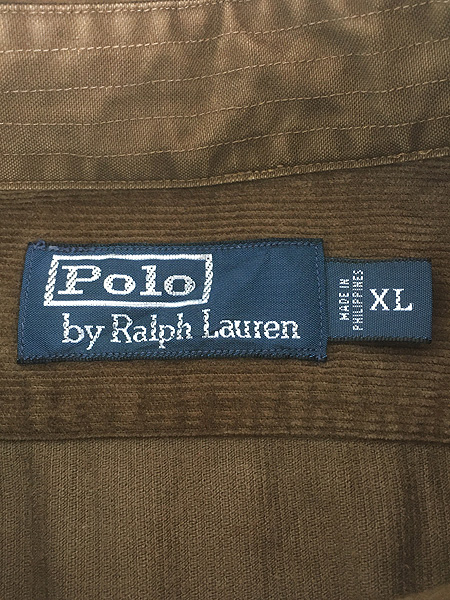 Polo
by Ralph Lauren
MADE IN
PHILIPPINES
XL